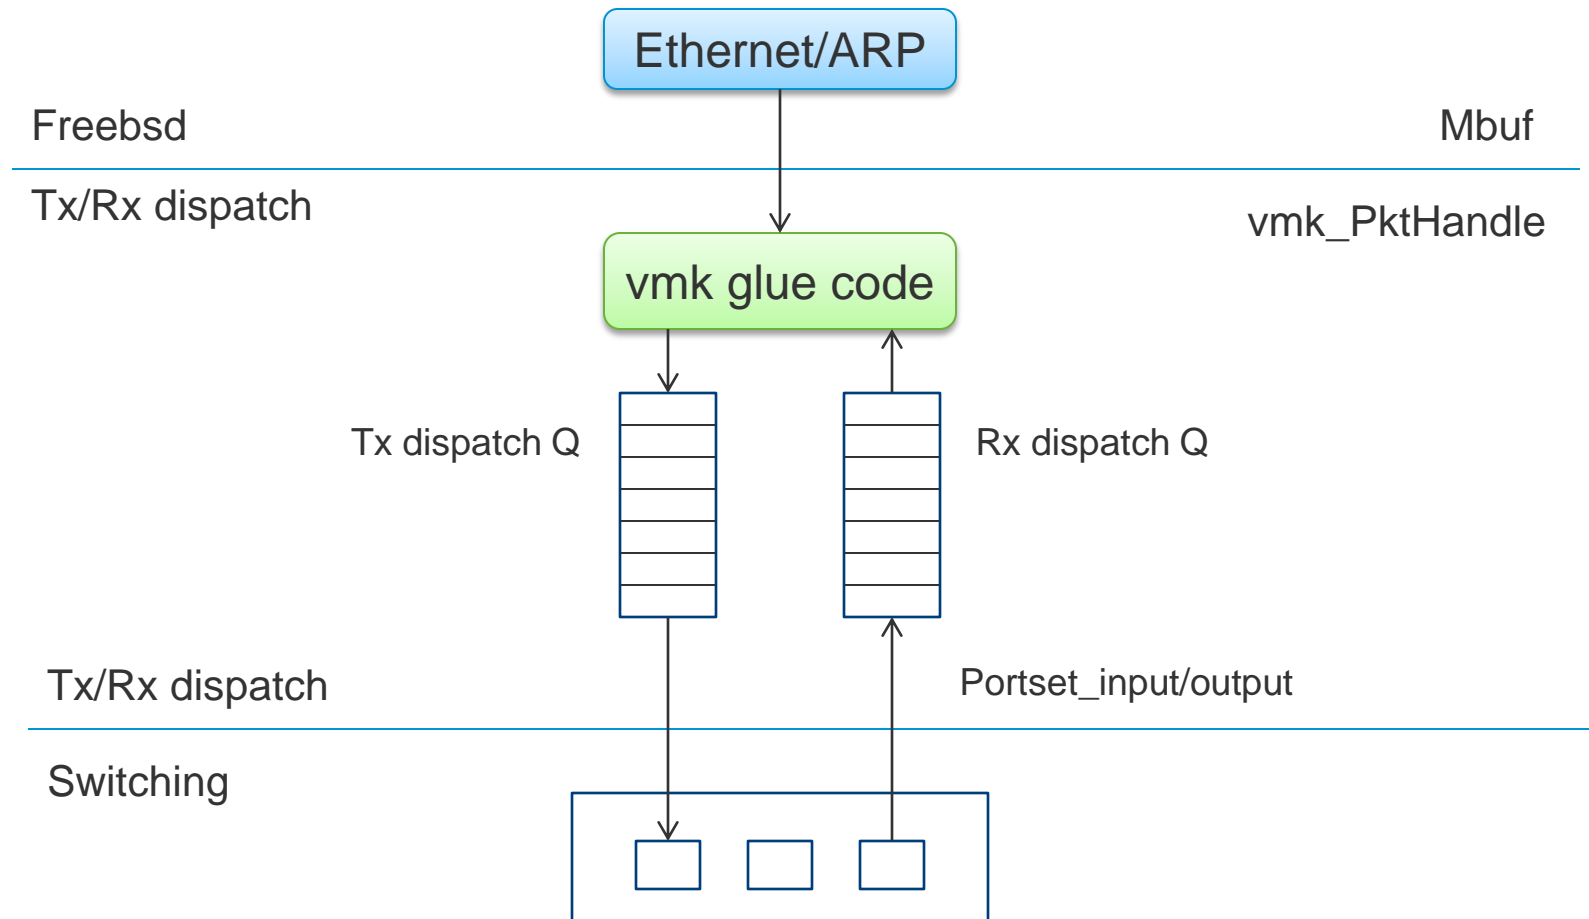 Ethernet/ARP
Freebsd
Mbuf
Tx/Rx dispatch
vmk_PktHandle
vmk glue code
Tx dispatch Q
Rx dispatch Q
Tx/Rx dispatch
Portset_input/output
Switching